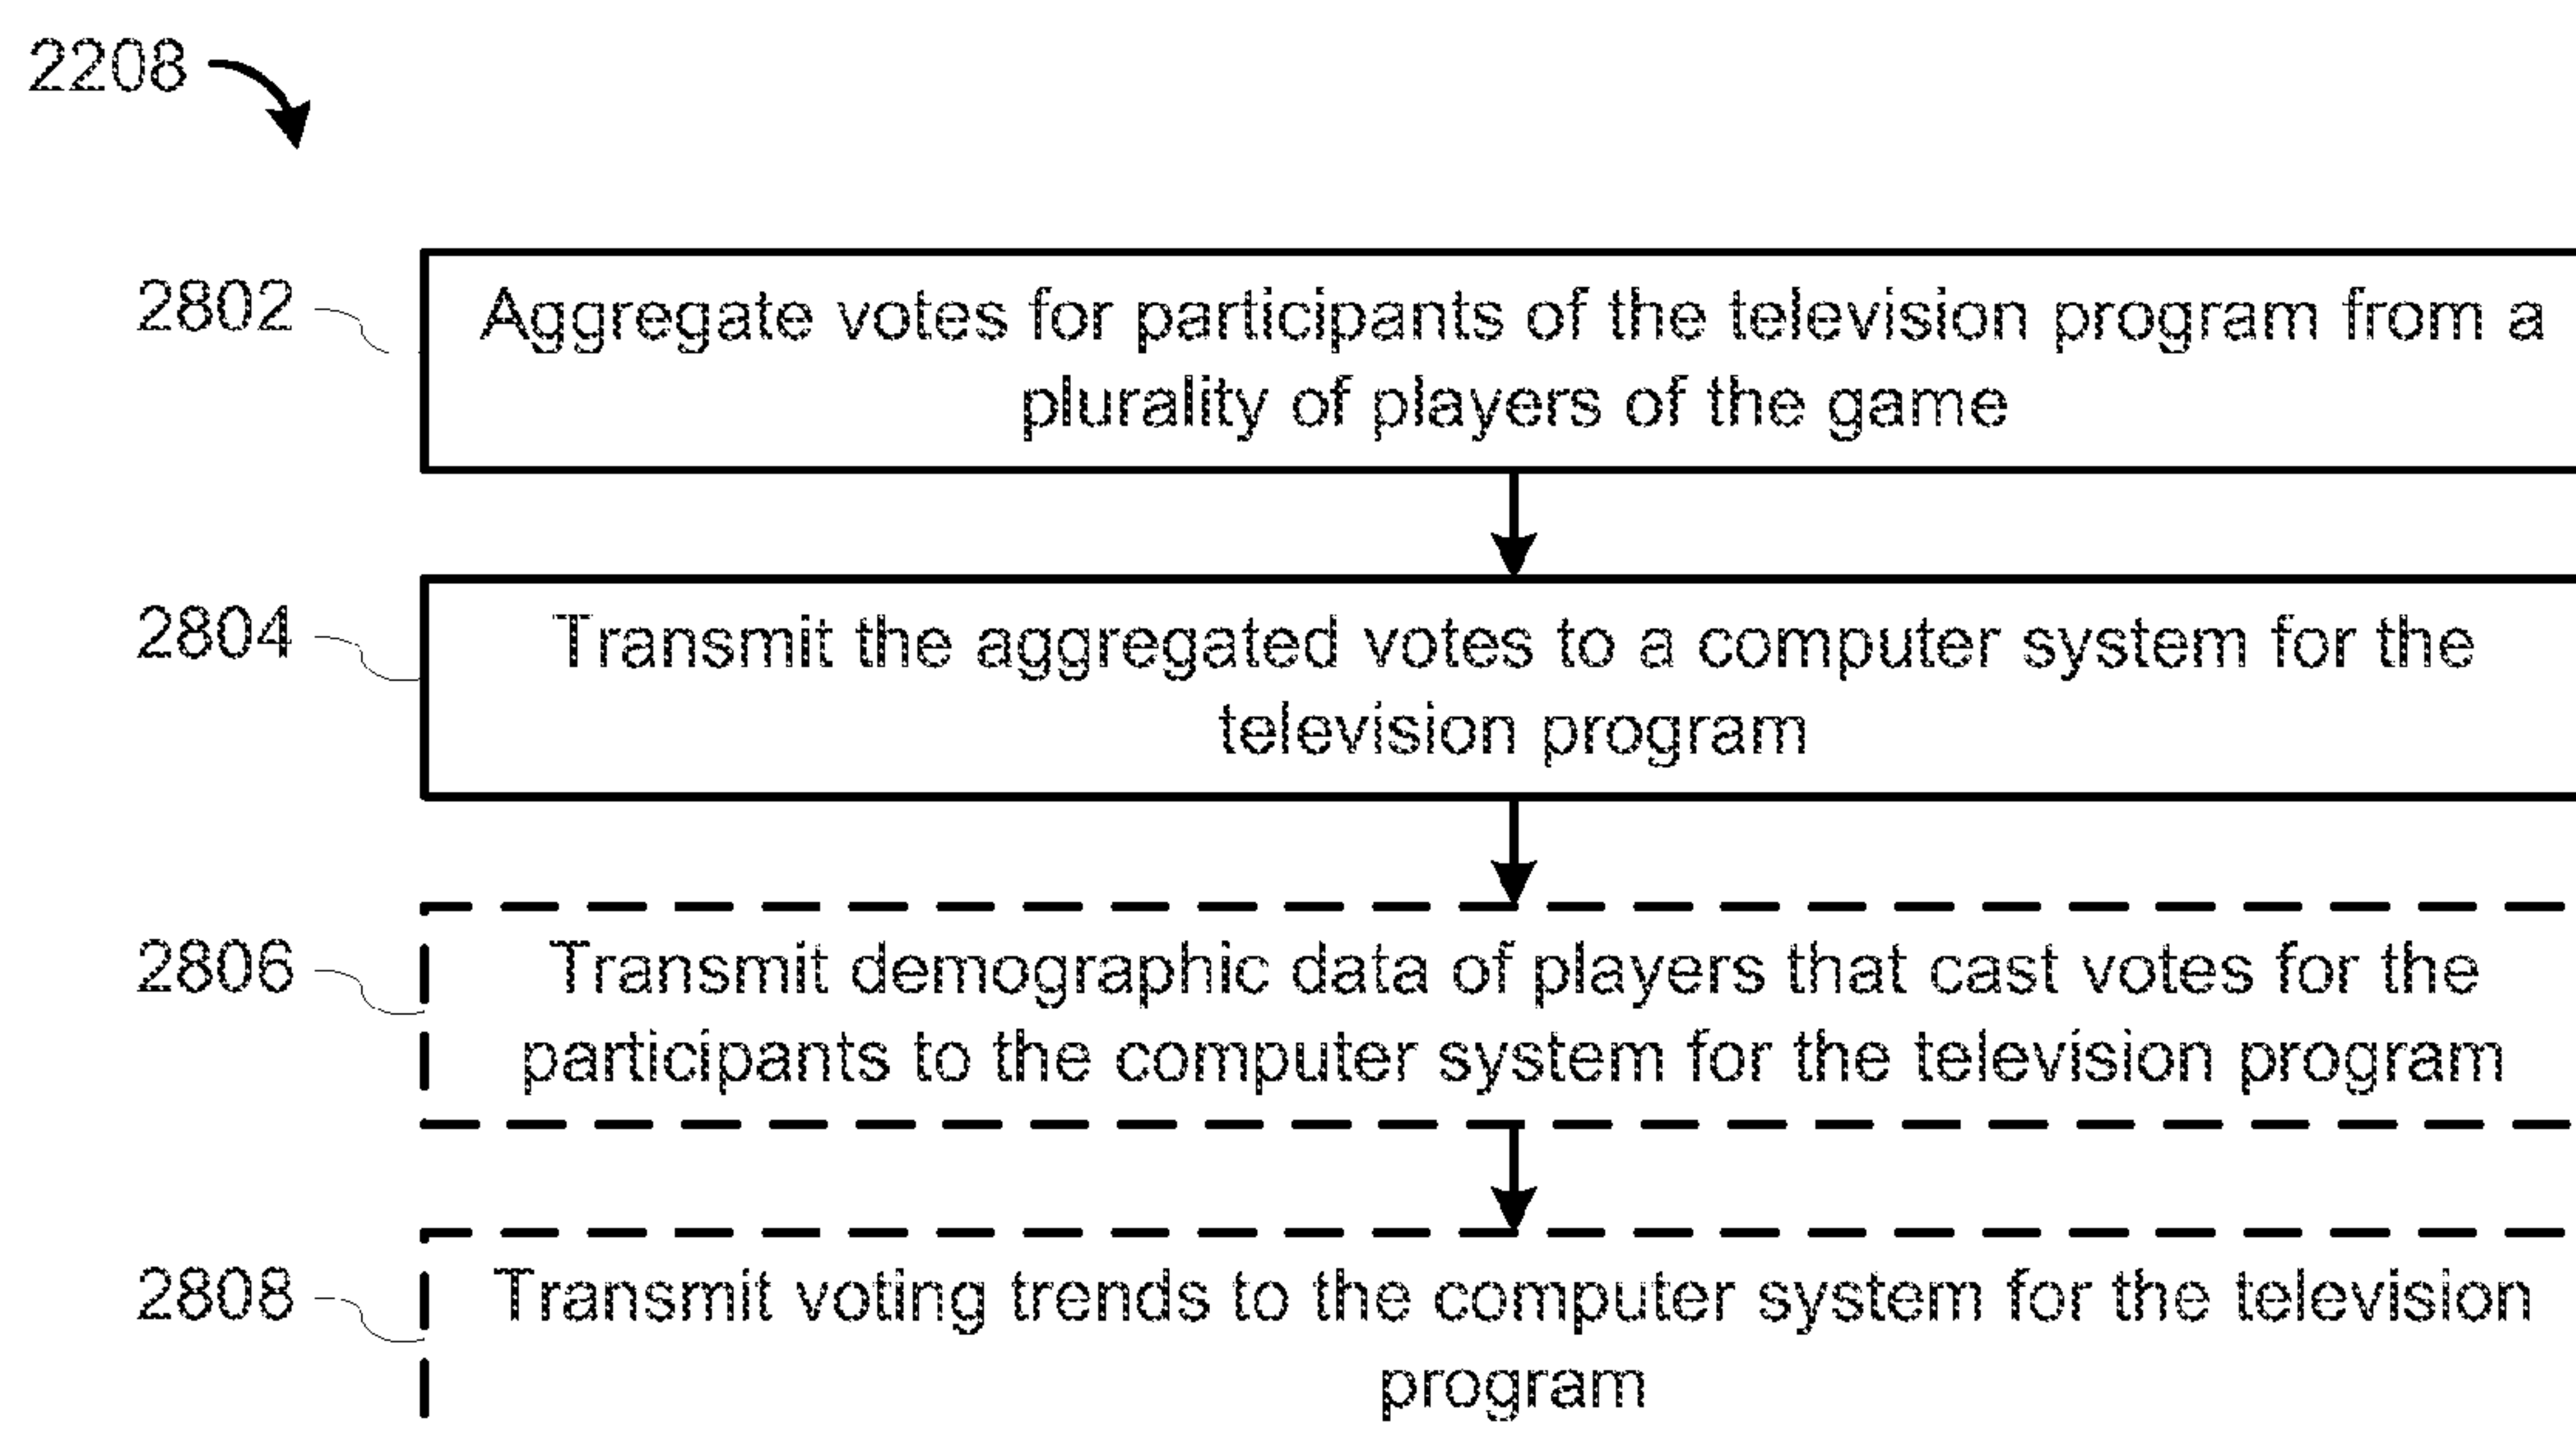 2208
2802
Aggregate votes for participants of the television program from a
plurality of players of the game
2804
Transmit the aggregated votes to a computer system for the
television program
2806
Transmit demographic data of players that cast votes for the
participants to the computer system for the television program
2808
Transmit voting trends to the computer system for the television
program